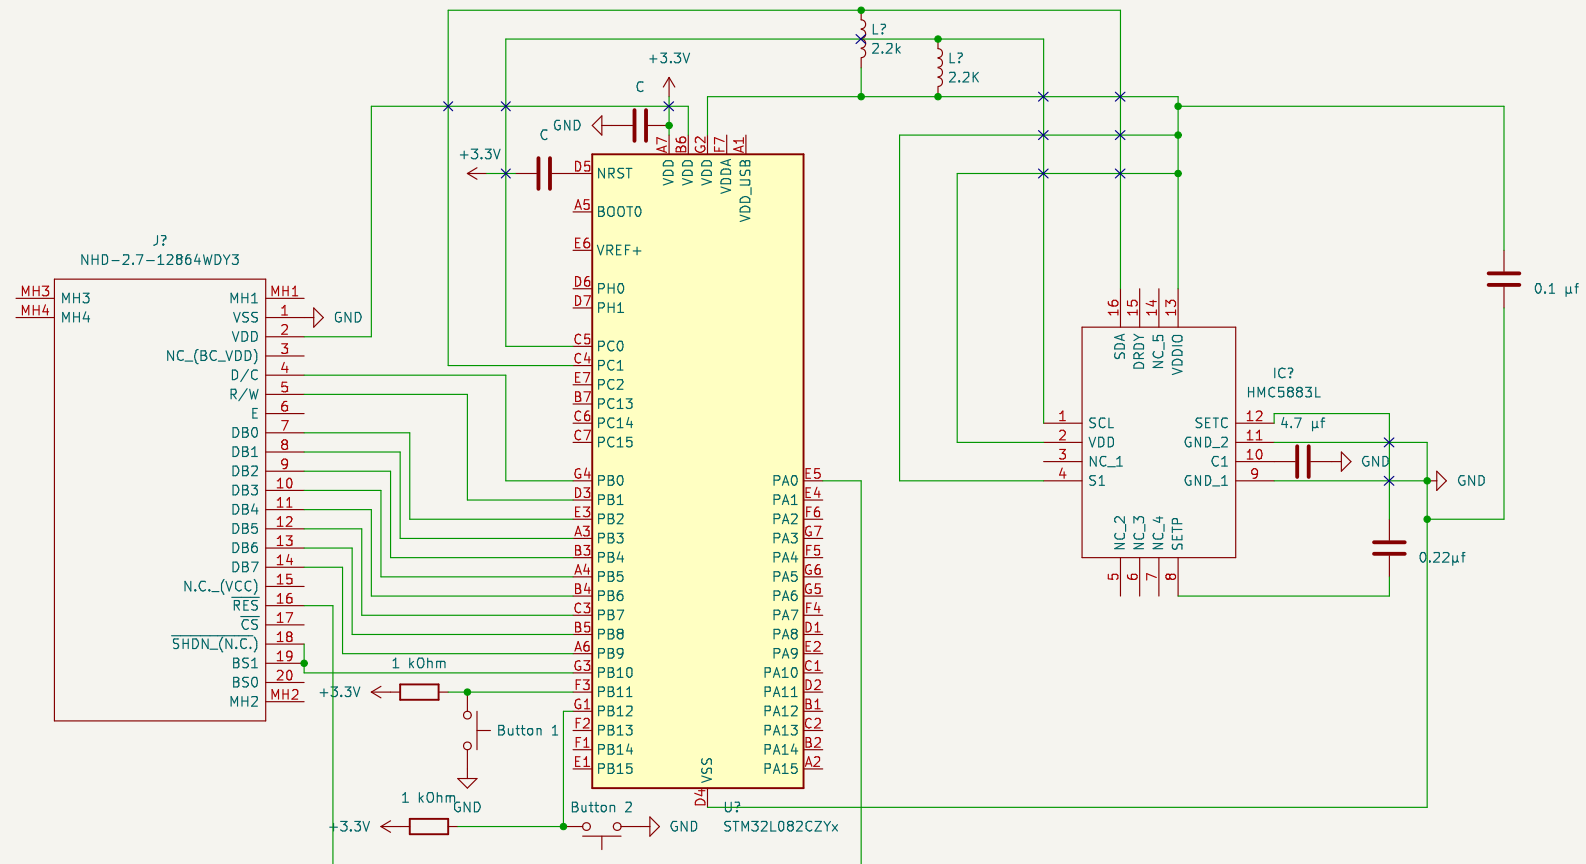 L?
2.2k
L?
2.2K
+3.3V
C
GND
C
+3.3V
A7
B6
G2
F7
A1
VDD
VDD
VDD
VDDA
VDD_USB
D5 NRST
A5 BOOT0
E6 VREF+
D6 PH0
D7 PH1
C5 PC0
C4 PC1
E7 PC2
B7 PC13
C6 PC14
C7 PC15
G4 PB0
D3 PB1
E3 PB2
A3 PB3
B3 PB4
A4 PB5
B4 PB6
C3 PB7
B5 PB8
A6 PB9
G3 PB10
F3 PB11
G1 PB12
F2 PB13
F1 PB14
E1 PB15
PA0 E5
PA1 E4
PA2 F6
PA3 G7
PA4 F5
PA5 G6
PA6 G5
PA7 F4
PA8 D1
PA9 E2
PA10 C1
PA11 D2
PA12 B1
PA13 C2
PA14 B2
PA15 A2
VSS
D4
U?
STM32L082CZYx
J?
NHD-2.7-12864WDY3
MH3 MH3
MH4 MH4
MH1 MH1
VSS 1 GND
VDD 2
NC_(BC_VDD) 3
D/C 4
R/W 5
E 6
DB0 7
DB1 8
DB2 9
DB3 10
DB4 11
DB5 12
DB6 13
DB7 14
N.C._(VCC) 15
RES 16
CS 17
SHDN_(N.C.) 18
BS1 19
BS0 20
MH2 MH2
1 kOhm
+3.3V
Button 1
GND
1 kOhm
+3.3V
Button 2
GND
16
15
14
13
SDA
DRDY
NC_5
VDDIO
IC?
HMC5883L
1 SCL
2 VDD
3 NC_1
4 S1
SETC 12
GND_2 11
C1 10
GND_1 9
NC_2
NC_3
NC_4
SETP
5
6
7
8
4.7 µf
GND
GND
0.1 µf
0.22µf